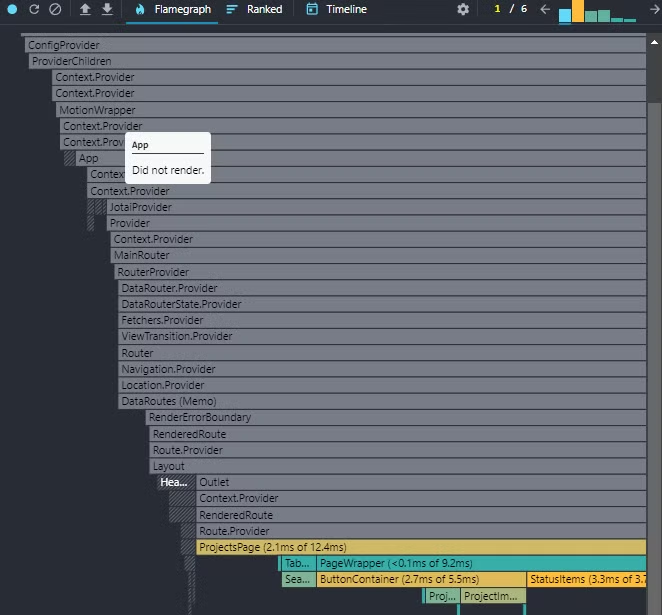 Flamegraph Ranked Timeline 1 / 6
ConfigProvider
ProviderChildren
Context.Provider
Context.Provider
MotionWrapper
Context.Provider
Context.Prov
App
App
Did not render.
Contex
Context.Provider
JotaiProvider
Provider
Context.Provider
MainRouter
RouterProvider
DataRouter.Provider
DataRouterState.Provider
Fetchers.Provider
ViewTransition.Provider
Router
Navigation.Provider
Location.Provider
DataRoutes (Memo)
RenderErrorBoundary
RenderedRoute
Route.Provider
Layout
Hea... Outlet
Context.Provider
RenderedRoute
Route.Provider
ProjectsPage (2.1ms of 12.4ms)
Tab... PageWrapper (<0.1ms of 9.2ms)
Sea... ButtonContainer (2.7ms of 5.5ms) StatusItems (3.3ms of 3.7
Proj... ProjectIm...